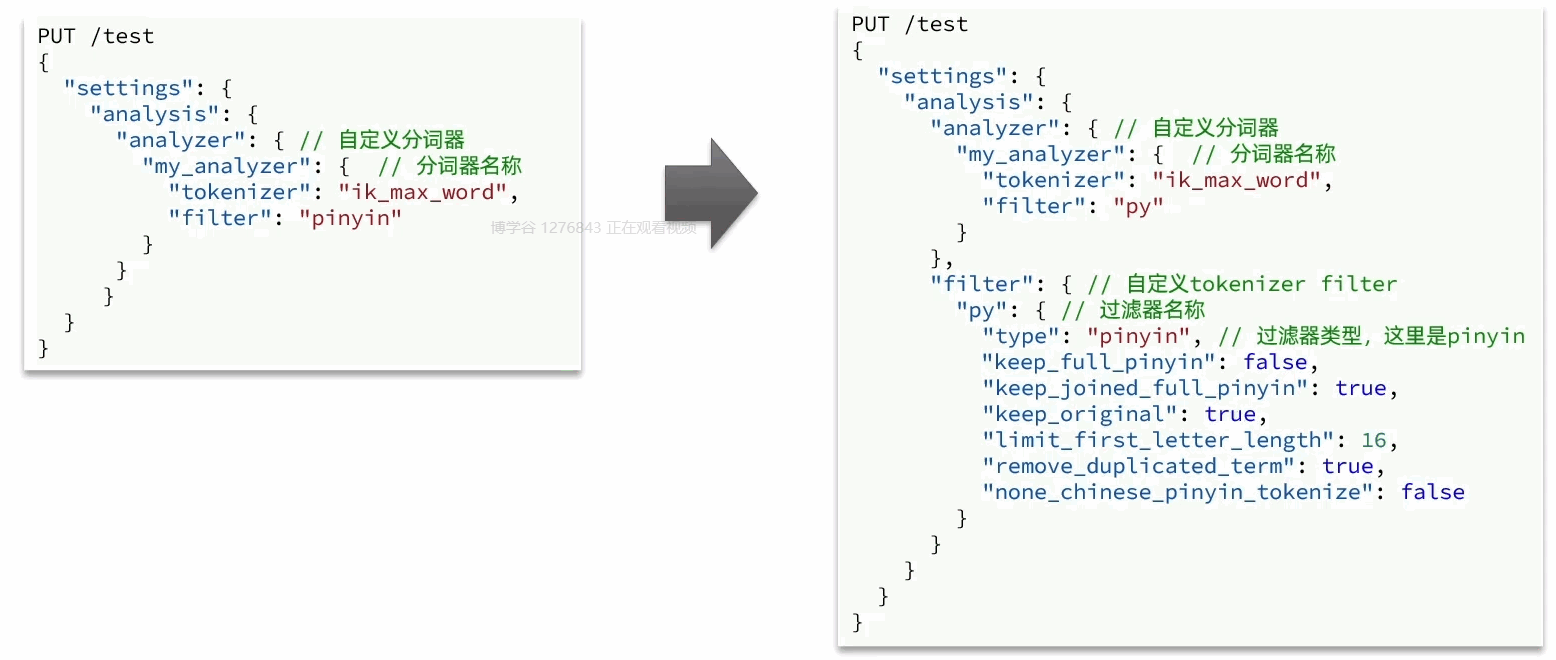 PUT /test
{
  "settings": {
    "analysis": {
      "analyzer": { // 自定义分词器
        "my_analyzer": {  // 分词器名称
          "tokenizer": "ik_max_word",
          "filter": "pinyin"
        }
      }
     }
  }
}
博学谷 1276843 正在观看视频
PUT /test
{
  "settings": {
    "analysis": {
      "analyzer": { // 自定义分词器
        "my_analyzer": {  // 分词器名称
          "tokenizer": "ik_max_word",
          "filter": "py"
        }
      },
      "filter": { // 自定义tokenizer filter
        "py": { // 过滤器名称
          "type": "pinyin", // 过滤器类型，这里是pinyin
          "keep_full_pinyin": false,
          "keep_joined_full_pinyin": true,
          "keep_original": true,
          "limit_first_letter_length": 16,
          "remove_duplicated_term": true,
          "none_chinese_pinyin_tokenize": false
        }
      }
    }
  }
}